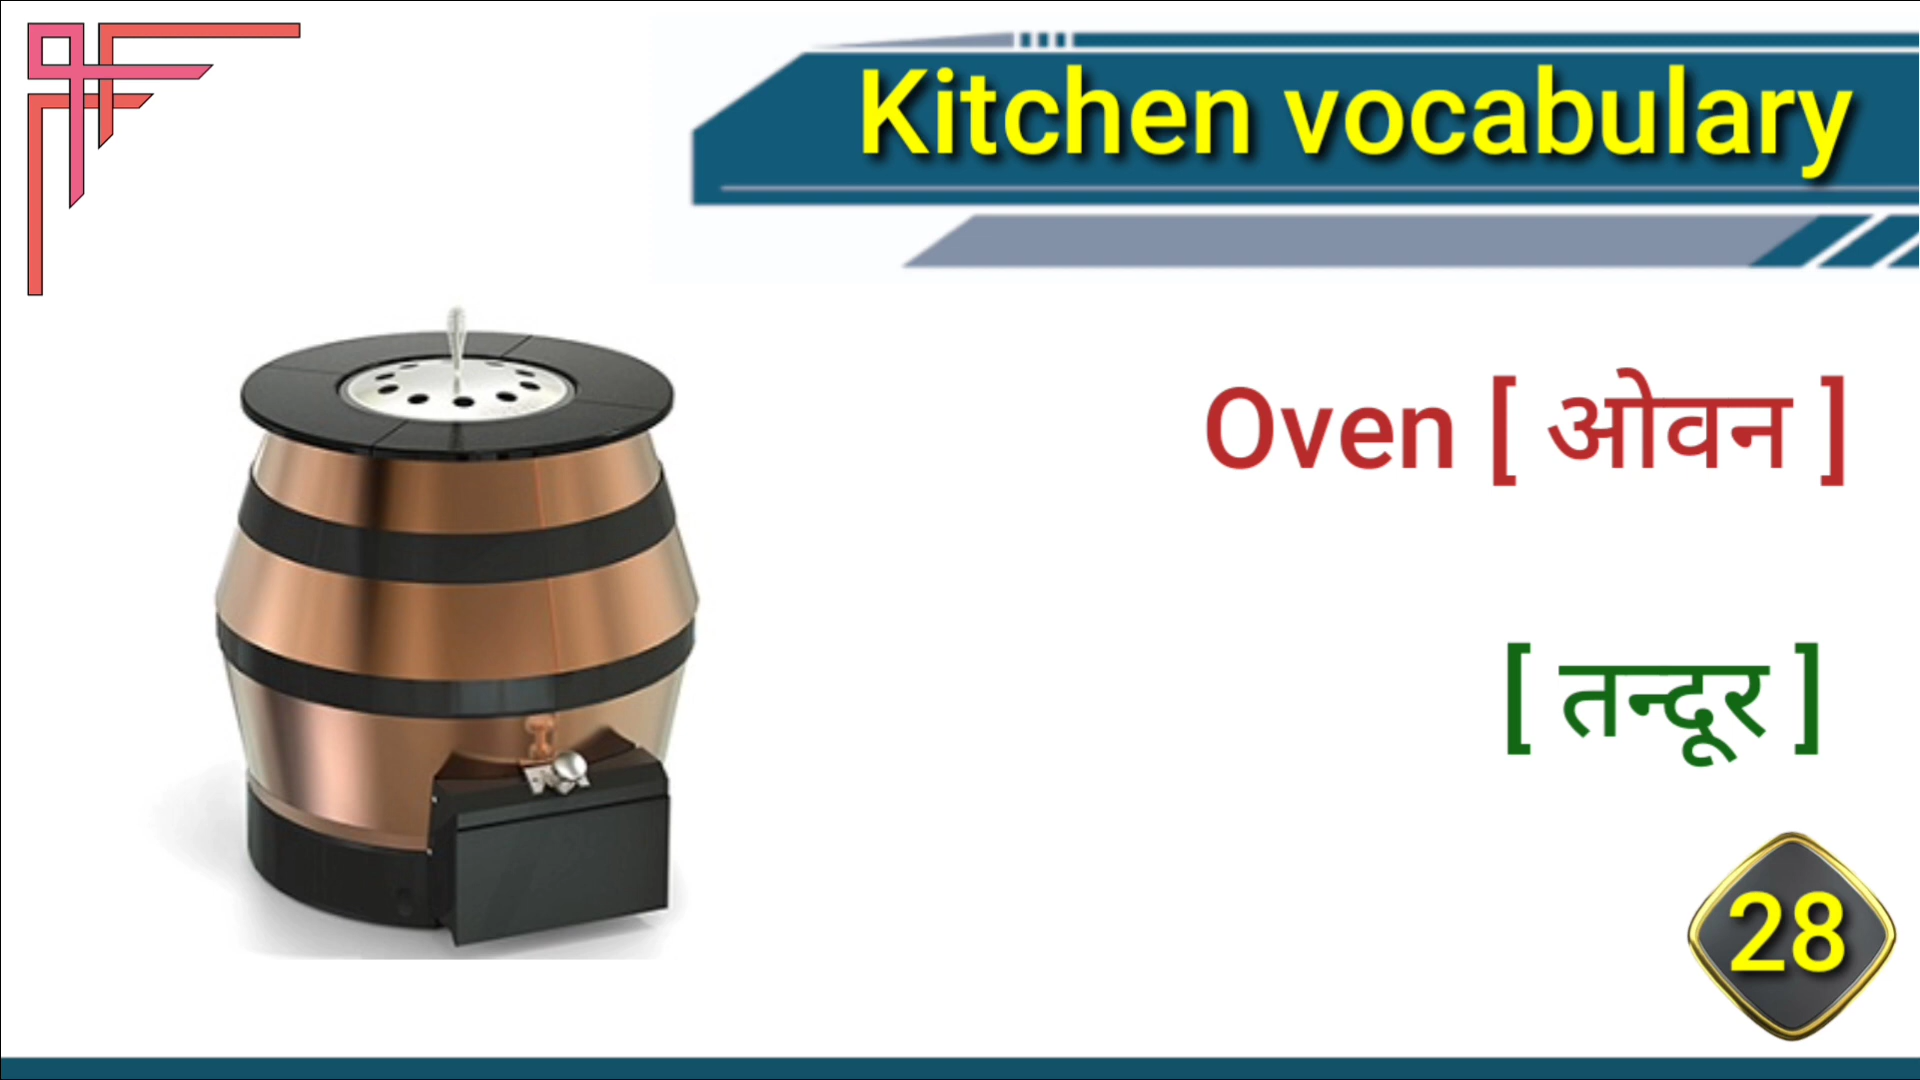 Kitchen vocabulary
Oven [ ओवन ]
[ तन्दूर ]
28